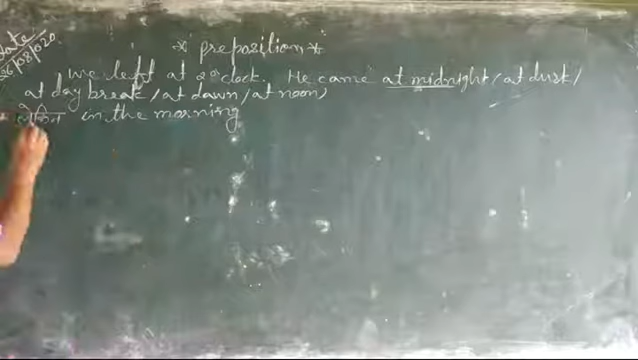 Date
26/08/020
* preposition *
We left at 2 o'clock. He came at midnight/at dusk/
at day break/at dawn/at noon,
in the morning